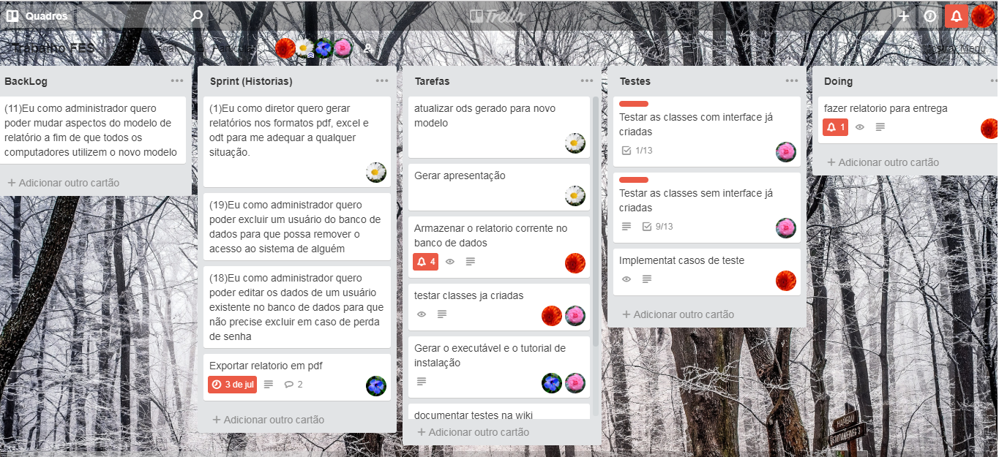 Quadros
Trello
Trabalho FES
BackLog
(11)Eu como administrador quero
poder mudar aspectos do modelo de
relatório a fim de que todos os
computadores utilizem o novo modelo
+ Adicionar outro cartão
Sprint (Historias)
(1)Eu como diretor quero gerar
relatórios nos formatos pdf, excel e
odt para me adequar a qualquer
situação.
(19)Eu como administrador quero
poder excluir um usuário do banco de
dados para que possa remover o
acesso ao sistema de alguém
(18)Eu como administrador quero
poder editar os dados de um usuário
existente no banco de dados para que
não precise excluir em caso de perda
de senha
Exportar relatorio em pdf
3 de jul
2
+ Adicionar outro cartão
Tarefas
atualizar ods gerado para novo
modelo
Gerar apresentação
Armazenar o relatorio corrente no
banco de dados
4
testar classes ja criadas
Gerar o executável e o tutorial de
instalação
documentar testes na wiki
+ Adicionar outro cartão
Testes
Testar as classes com interface já
criadas
1/13
Testar as classes sem interface já
criadas
9/13
Implementat casos de teste
+ Adicionar outro cartão
Doing
fazer relatorio para entrega
1
+ Adicionar outro cartão